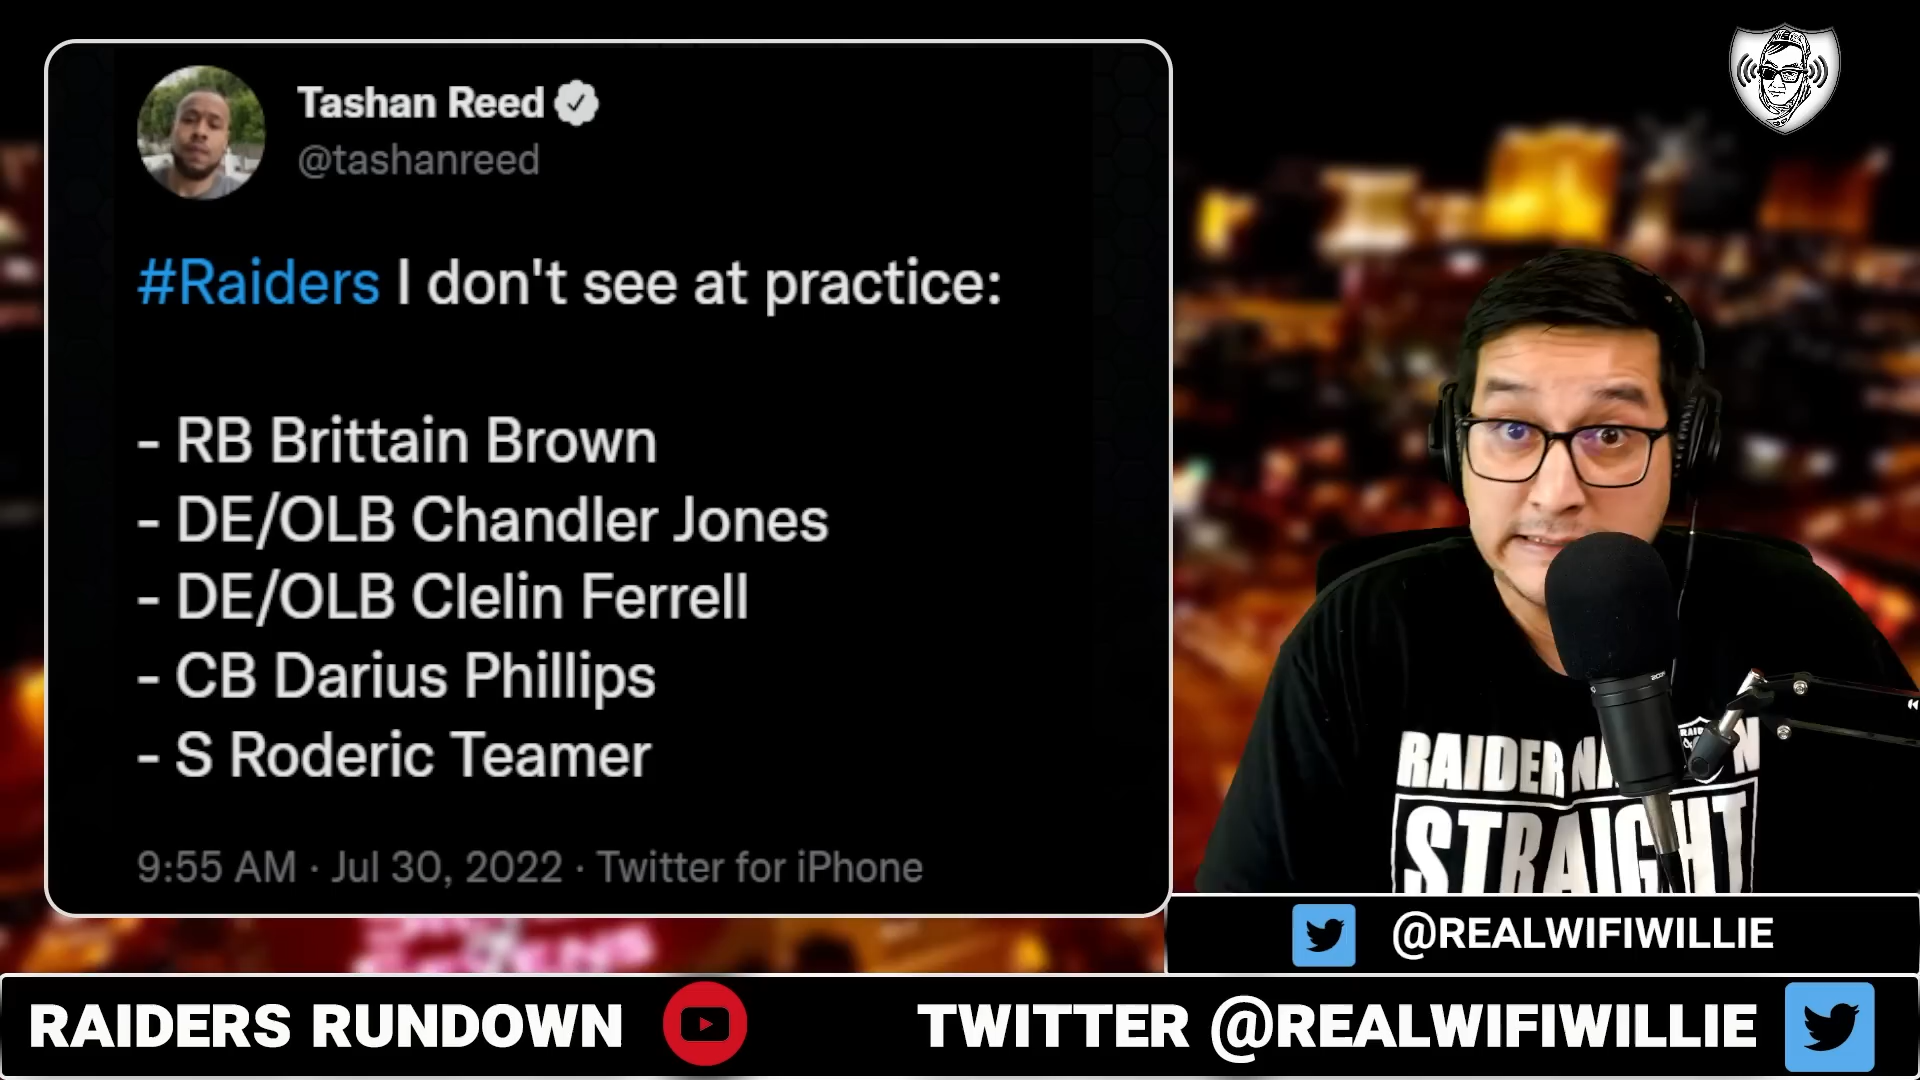 Tashan Reed
@tashanreed
#Raiders I don't see at practice:
- RB Brittain Brown
- DE/OLB Chandler Jones
- DE/OLB Clelin Ferrell
- CB Darius Phillips
- S Roderic Teamer
9:55 AM · Jul 30, 2022 · Twitter for iPhone
RAIDER
STRAIGHT
@REALWIFIWILLIE
RAIDERS RUNDOWN
TWITTER @REALWIFIWILLIE